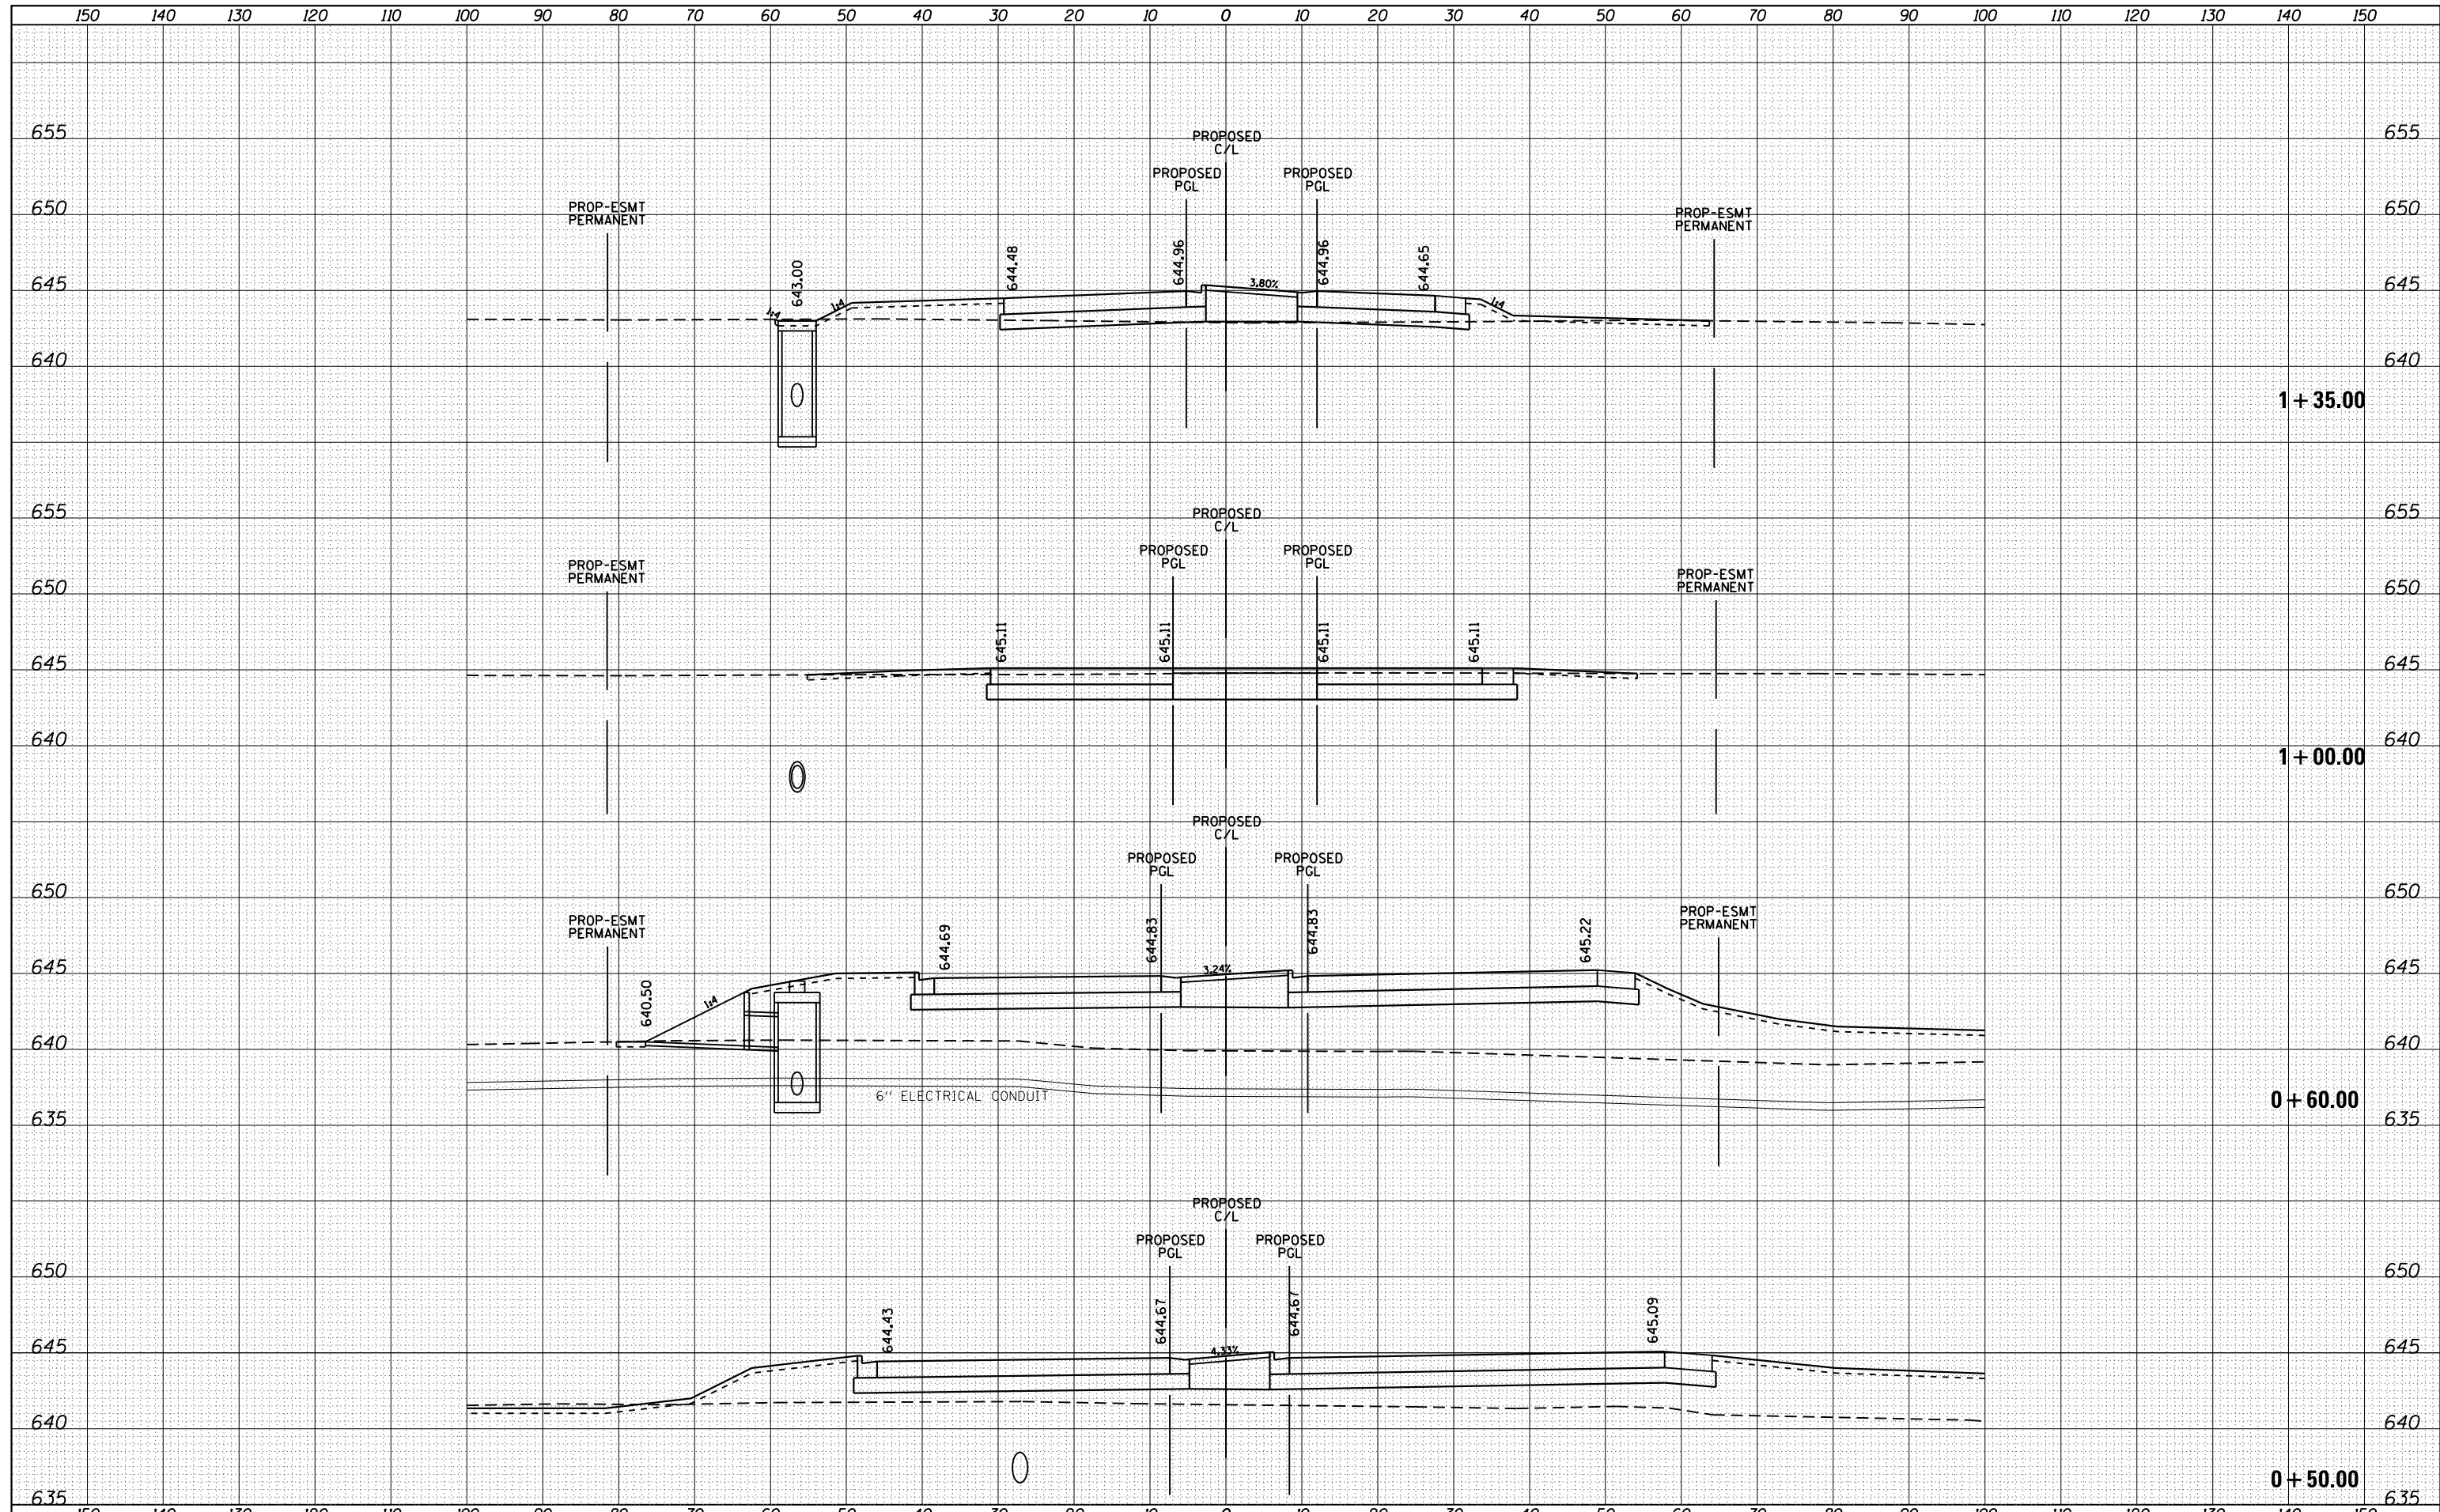 150 140 130 120 110 100 90 80 70 60 50 40 30 20 10 0 10 20 30 40 50 60 70 80 90 100 110 120 130 140 150
655 655
PROPOSED
C/L
PROPOSED
PGL
PROPOSED
PGL
650 650
PROP-ESMT
PERMANENT
PROP-ESMT
PERMANENT
643.00
644.48
644.96
644.96
644.65
645 645
3.80%
1:4
1:4
1:4
640 640
1+35.00
655 655
PROPOSED
C/L
PROPOSED
PGL
PROPOSED
PGL
PROP-ESMT
PERMANENT
PROP-ESMT
PERMANENT
650 650
645.11
645.11
645.11
645.11
645 645
640 640
1+00.00
PROPOSED
C/L
PROPOSED
PGL
PROPOSED
PGL
650 650
PROP-ESMT
PERMANENT
PROP-ESMT
PERMANENT
640.50
644.69
644.83
644.83
645.22
645 645
3.24%
1:4
640 640
6" ELECTRICAL CONDUIT
0+60.00
635 635
PROPOSED
C/L
PROPOSED
PGL
PROPOSED
PGL
650 650
644.43
644.67
644.67
645.09
645 645
4.33%
640 640
0+50.00
635 635